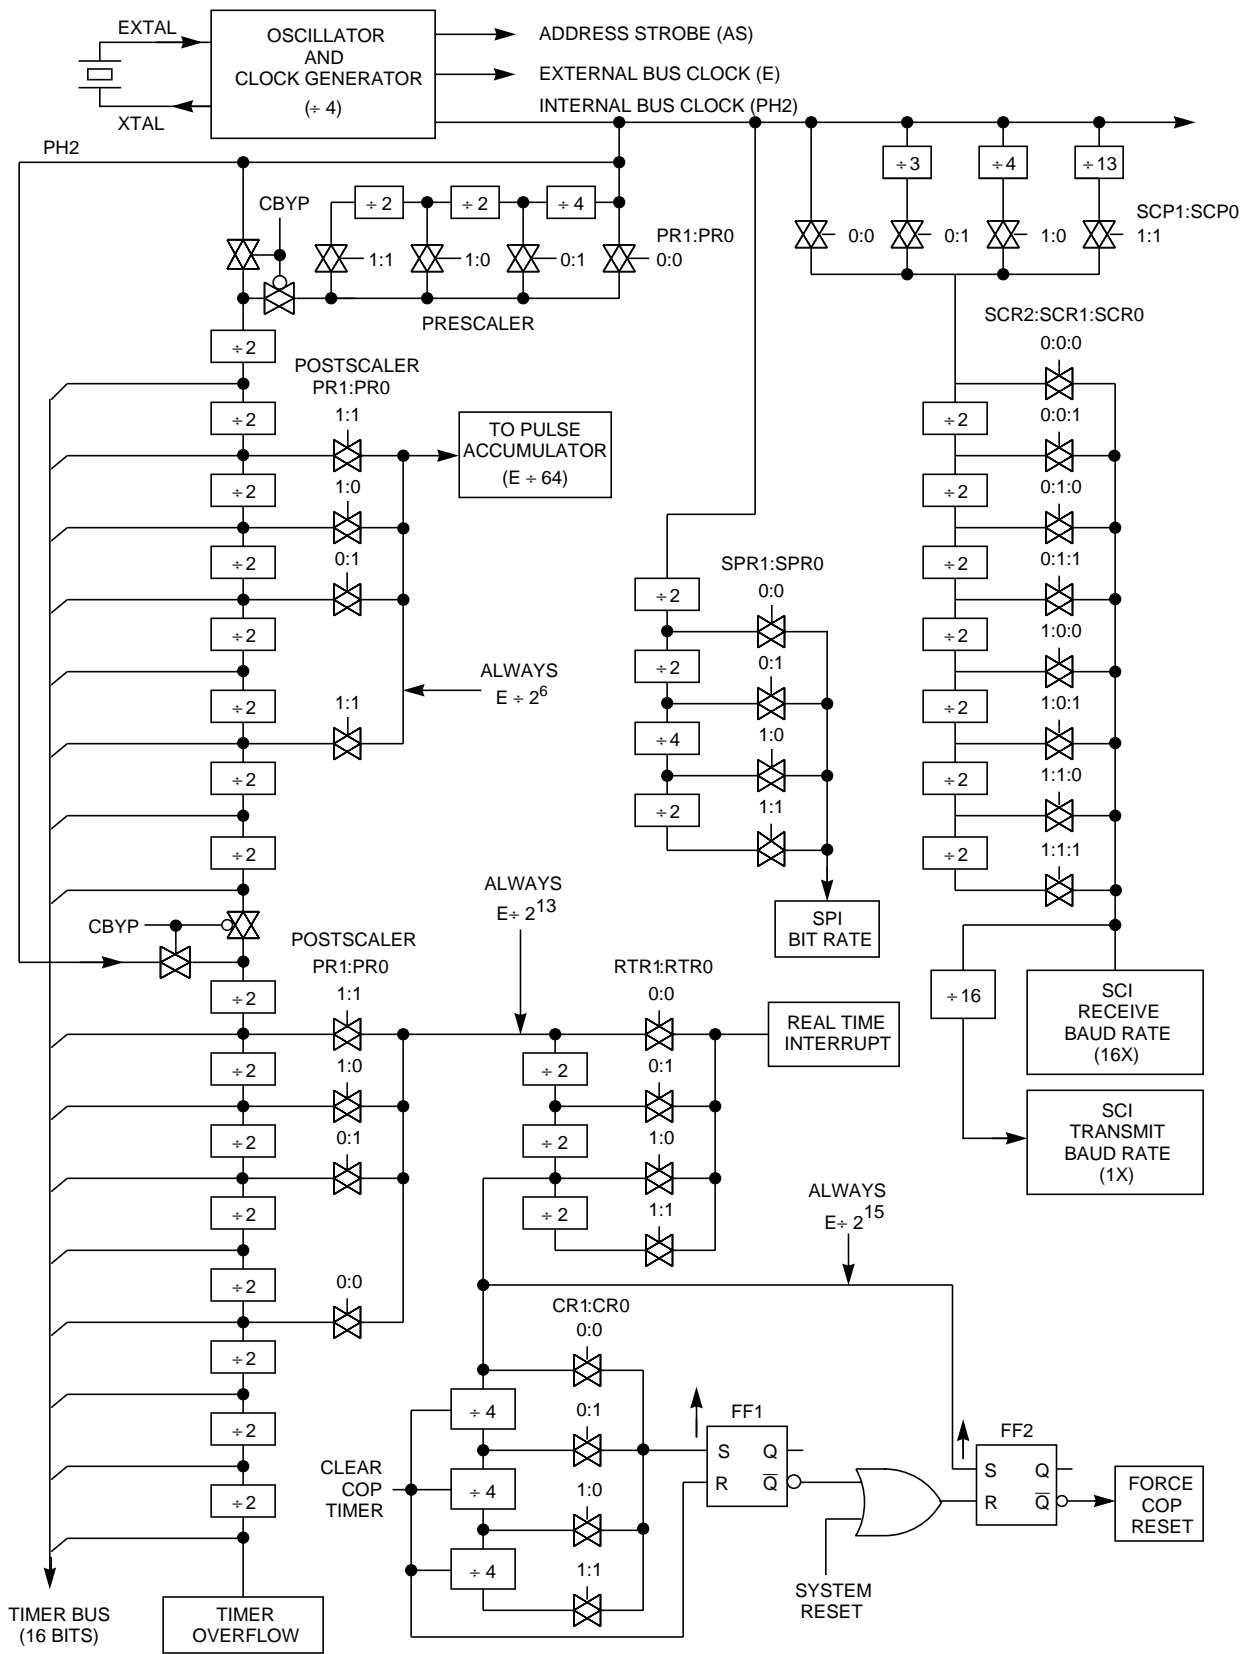 EXTAL
XTAL
OSCILLATOR
AND
CLOCK GENERATOR
(÷ 4)
ADDRESS STROBE (AS)
EXTERNAL BUS CLOCK (E)
INTERNAL BUS CLOCK (PH2)
PH2
CBYP
÷ 2
÷ 2
÷ 4
PR1:PR0
1:1
1:0
0:1
0:0
PRESCALER
÷3
÷4
÷13
SCP1:SCP0
0:0
0:1
1:0
1:1
÷2
÷2
÷2
÷2
÷2
÷2
÷2
÷2
POSTSCALER
PR1:PR0
1:1
1:0
0:1
1:1
TO PULSE
ACCUMULATOR
(E ÷ 64)
ALWAYS
E ÷ 2^6
SPR1:SPR0
÷2
0:0
÷2
0:1
÷4
1:0
÷2
1:1
SPI
BIT RATE
SCR2:SCR1:SCR0
0:0:0
÷2
0:0:1
÷2
0:1:0
÷2
0:1:1
÷2
1:0:0
÷2
1:0:1
÷2
1:1:0
÷2
1:1:1
÷16
SCI
RECEIVE
BAUD RATE
(16X)
SCI
TRANSMIT
BAUD RATE
(1X)
CBYP
POSTSCALER
PR1:PR0
1:1
1:0
0:1
0:0
÷2
÷2
÷2
÷2
÷2
÷2
÷2
÷2
ALWAYS
E÷ 2^13
RTR1:RTR0
0:0
÷2
0:1
÷2
1:0
÷2
1:1
REAL TIME
INTERRUPT
ALWAYS
E÷ 2^15
CR1:CR0
0:0
÷ 4
0:1
÷ 4
1:0
÷ 4
1:1
CLEAR
COP
TIMER
FF1
S Q
R Q̅
FF2
S Q
R Q̅
FORCE
COP
RESET
SYSTEM
RESET
TIMER BUS
(16 BITS)
TIMER
OVERFLOW